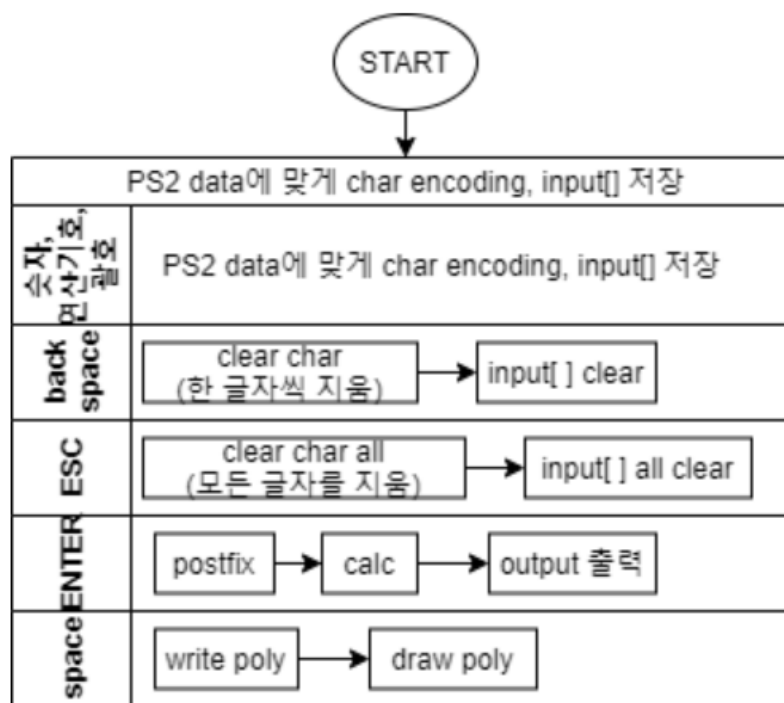 START
PS2 data에 맞게 char encoding, input[] 저장
숫자,
연산기호,
괄호
PS2 data에 맞게 char encoding, input[] 저장
back
space
clear char
(한 글자씩 지움)
input[ ] clear
ESC
clear char all
(모든 글자를 지움)
input[ ] all clear
ENTER
postfix
calc
output 출력
space
write poly
draw poly